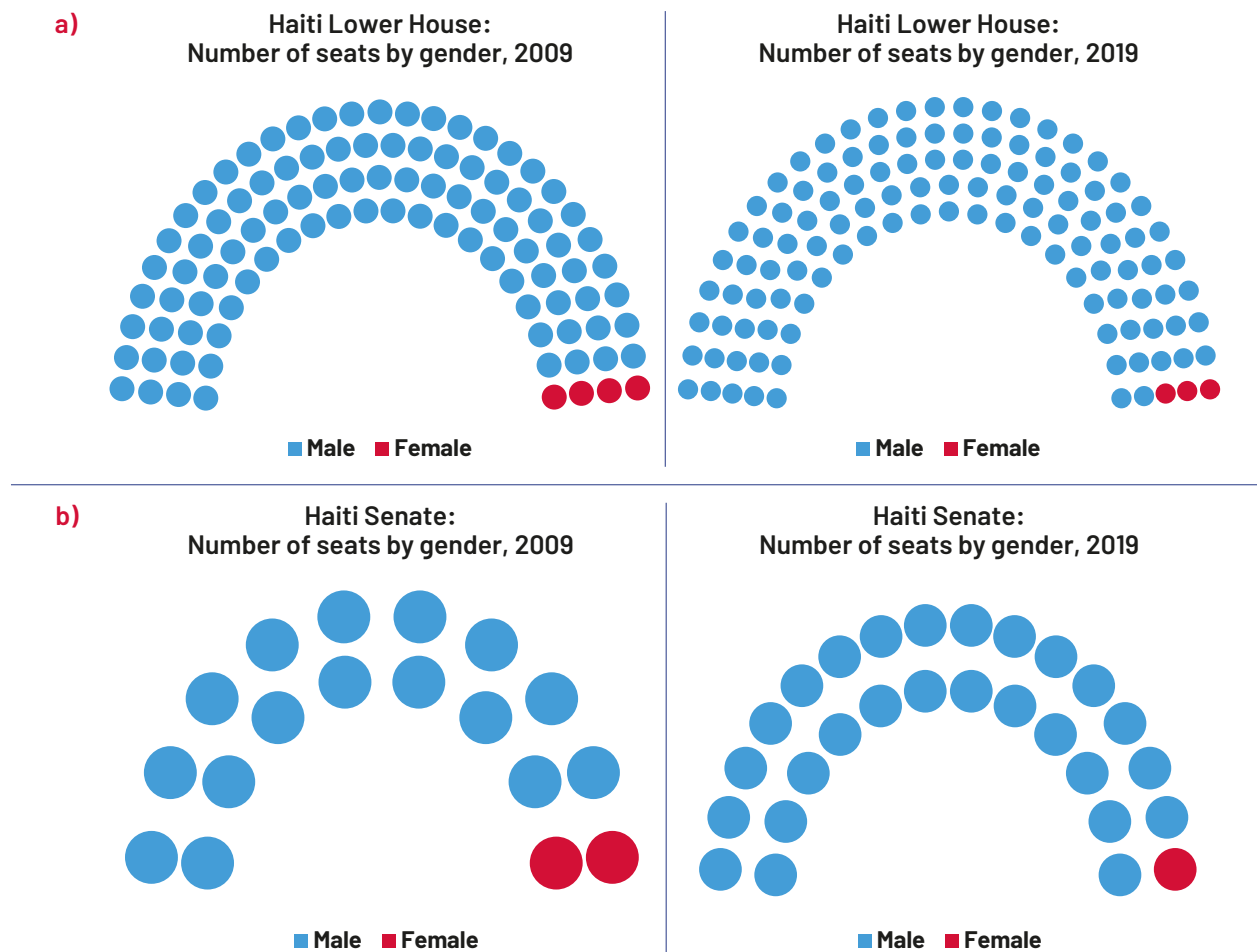 a)
Haiti Lower House:
Number of seats by gender, 2009
Male Female
Haiti Lower House:
Number of seats by gender, 2019
Male Female
b)
Haiti Senate:
Number of seats by gender, 2009
Male Female
Haiti Senate:
Number of seats by gender, 2019
Male Female